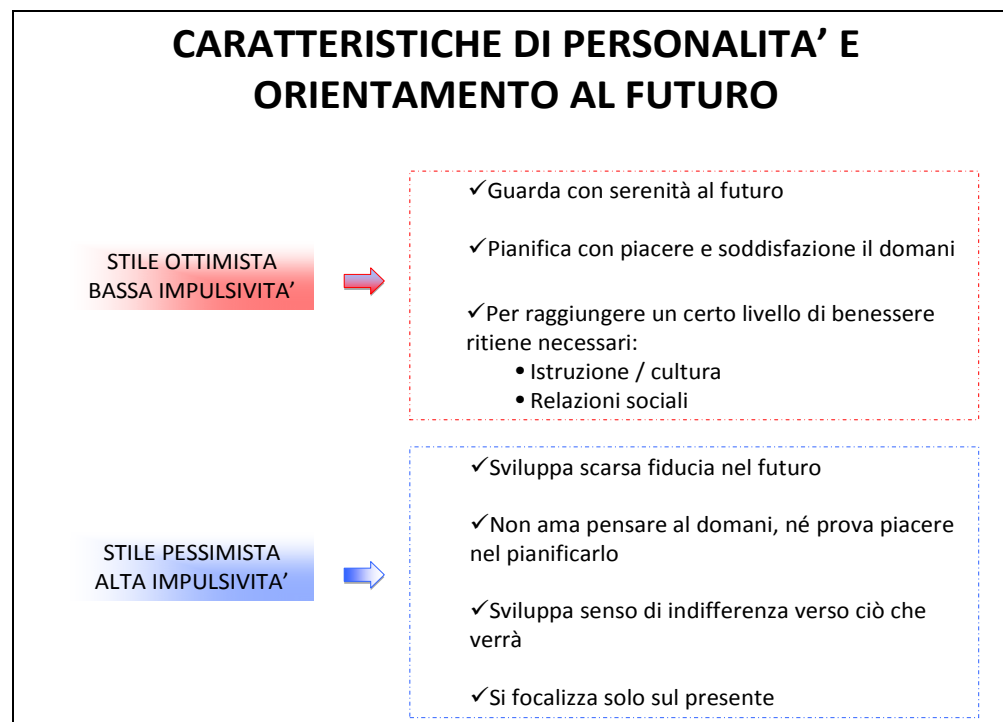 CARATTERISTICHE DI PERSONALITA’ E
ORIENTAMENTO AL FUTURO
STILE OTTIMISTA
BASSA IMPULSIVITA’
✓Guarda con serenità al futuro
✓Pianifica con piacere e soddisfazione il domani
✓Per raggiungere un certo livello di benessere
ritiene necessari:
• Istruzione / cultura
• Relazioni sociali
STILE PESSIMISTA
ALTA IMPULSIVITA’
✓Sviluppa scarsa fiducia nel futuro
✓Non ama pensare al domani, né prova piacere
nel pianificarlo
✓Sviluppa senso di indifferenza verso ciò che
verrà
✓Si focalizza solo sul presente